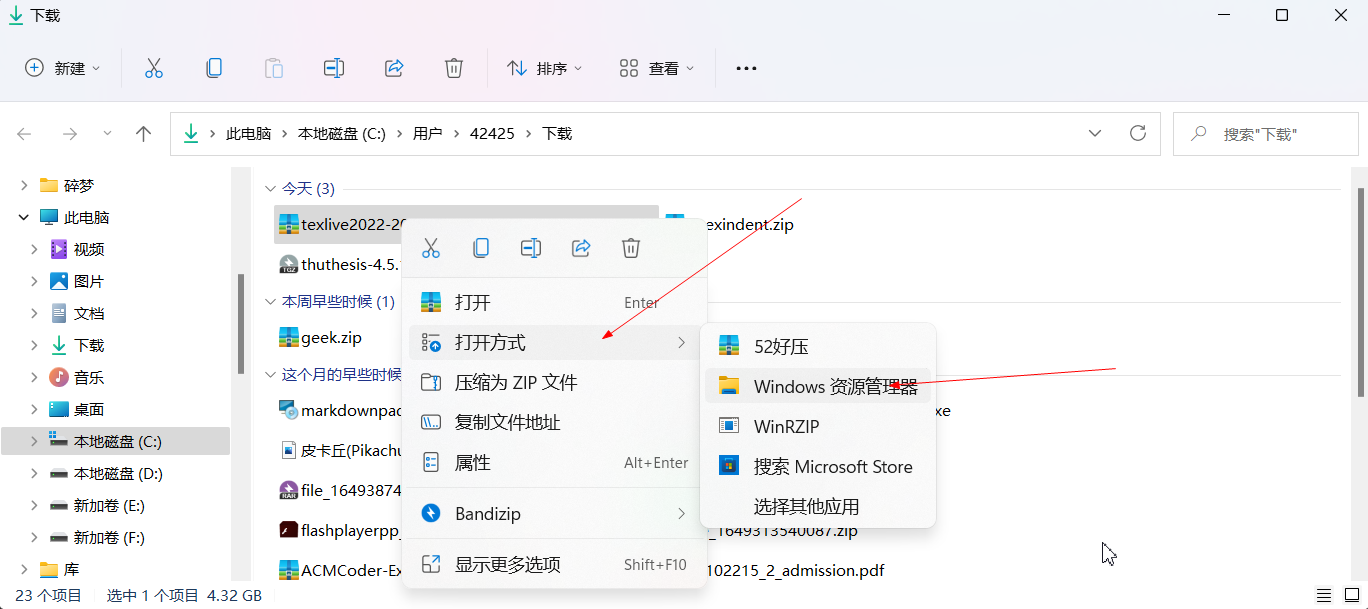 下载
新建
排序
查看
此电脑 本地磁盘 (C:) 用户 42425 下载
搜索"下载"
碎梦
此电脑
视频
图片
文档
下载
音乐
桌面
本地磁盘 (C:)
本地磁盘 (D:)
新加卷 (E:)
新加卷 (F:)
库
今天 (3)
texlive2022-20
exindent.zip
TGZ
thuthesis-4.5.
本周早些时候 (1)
geek.zip
这个月的早些时候
markdownpad
xe
皮卡丘(Pikachu
RAR
file_16493874
flashplayerpp_
_1649313540087.zip
ACMCoder-Ex
102215_2_admission.pdf
打开 Enter
打开方式
压缩为 ZIP 文件
复制文件地址
属性 Alt+Enter
Bandizip
显示更多选项 Shift+F10
52好压
Windows 资源管理器
WinRZIP
搜索 Microsoft Store
选择其他应用
23 个项目 选中 1 个项目 4.32 GB